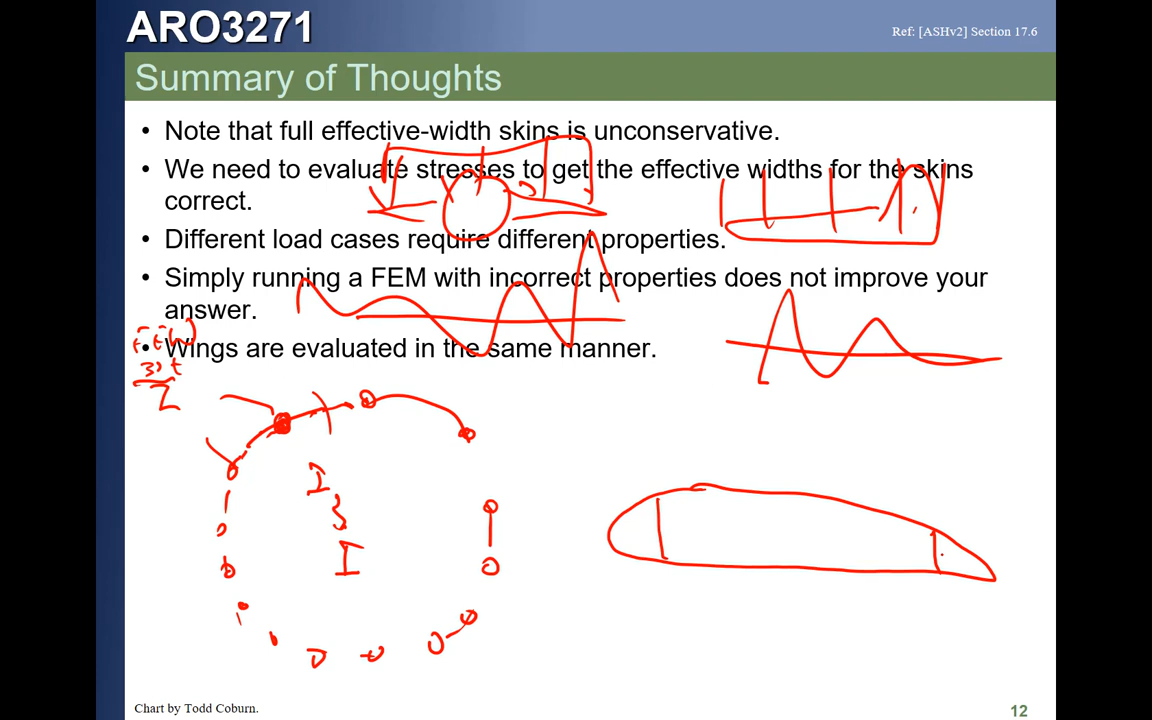 ARO3271
Ref: [ASHv2] Section 17.6
Summary of Thoughts
• Note that full effective-width skins is unconservative.
• We need to evaluate stresses to get the effective widths for the skins
correct.
• Different load cases require different properties.
• Simply running a FEM with incorrect properties does not improve your
answer.
• Wings are evaluated in the same manner.
30t
2
I
3
I
Chart by Todd Coburn.
12